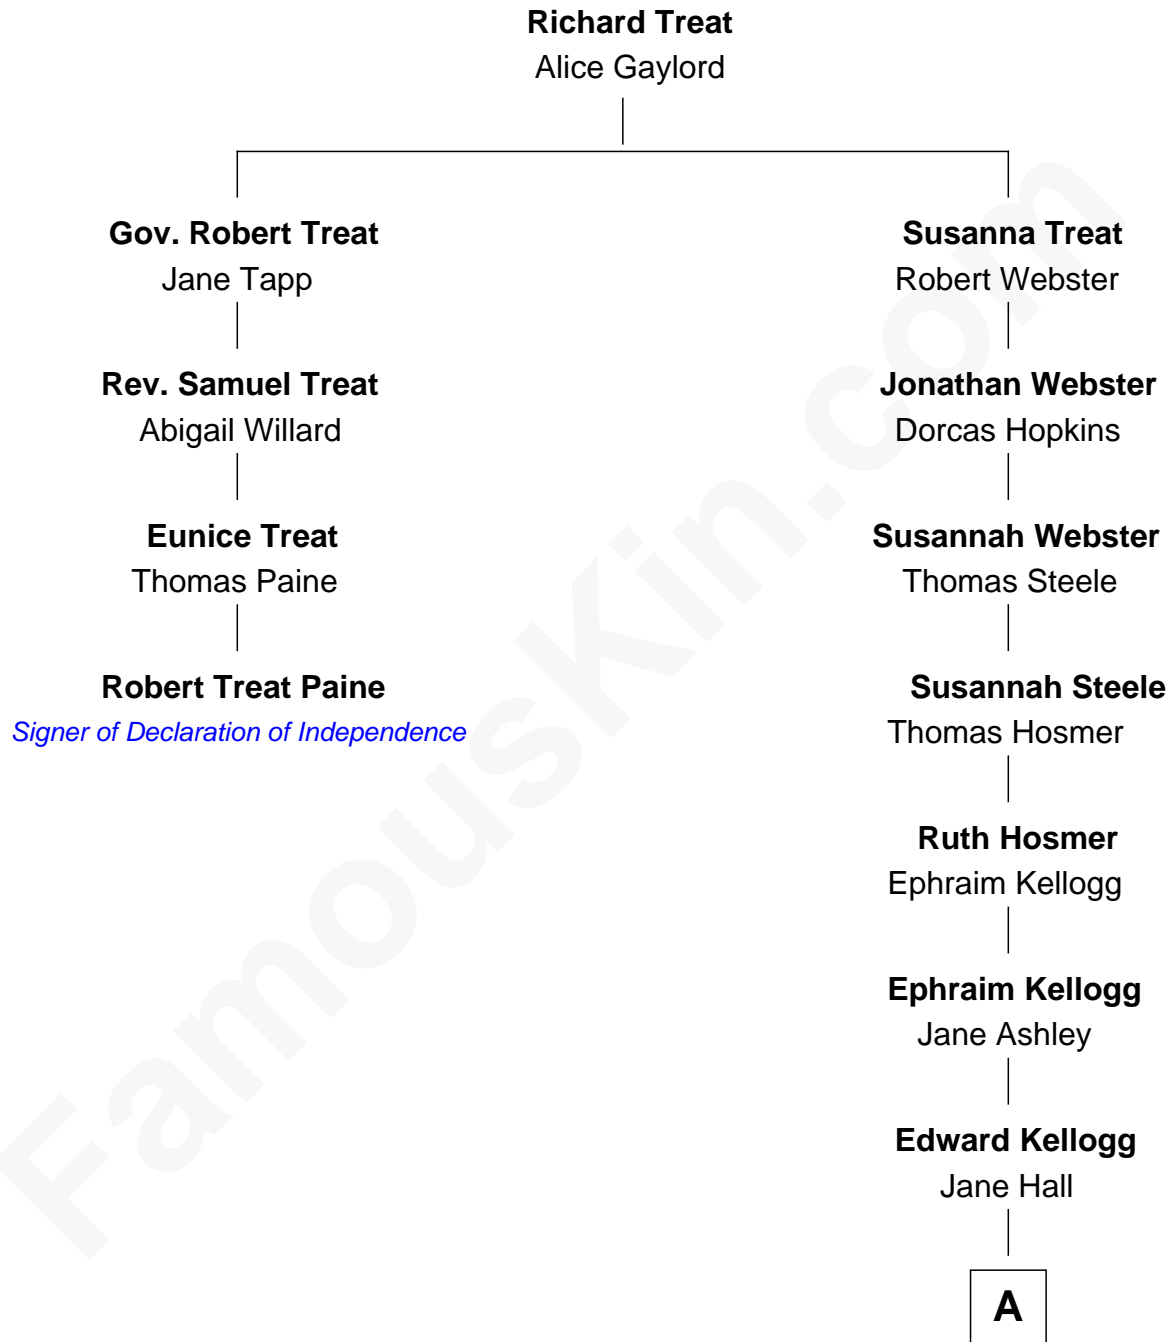 Richard Treat
Alice Gaylord
Gov. Robert Treat
Jane Tapp
Rev. Samuel Treat
Abigail Willard
Eunice Treat
Thomas Paine
Robert Treat Paine
Signer of Declaration of Independence
Susanna Treat
Robert Webster
Jonathan Webster
Dorcas Hopkins
Susannah Webster
Thomas Steele
Susannah Steele
Thomas Hosmer
Ruth Hosmer
Ephraim Kellogg
Ephraim Kellogg
Jane Ashley
Edward Kellogg
Jane Hall
A
FamousKin.com